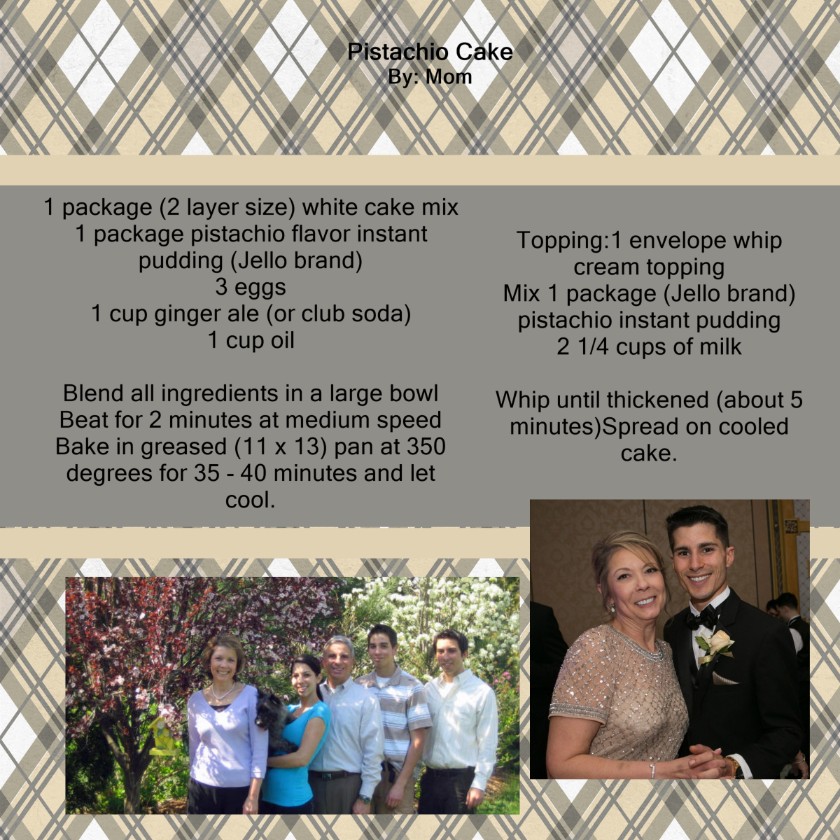 Pistachio Cake
By: Mom
1 package (2 layer size) white cake mix
1 package pistachio flavor instant
pudding (Jello brand)
3 eggs
1 cup ginger ale (or club soda)
1 cup oil
Blend all ingredients in a large bowl
Beat for 2 minutes at medium speed
Bake in greased (11 x 13) pan at 350
degrees for 35 - 40 minutes and let
cool.
Topping:1 envelope whip
cream topping
Mix 1 package (Jello brand)
pistachio instant pudding
2 1/4 cups of milk
Whip until thickened (about 5
minutes)Spread on cooled
cake.